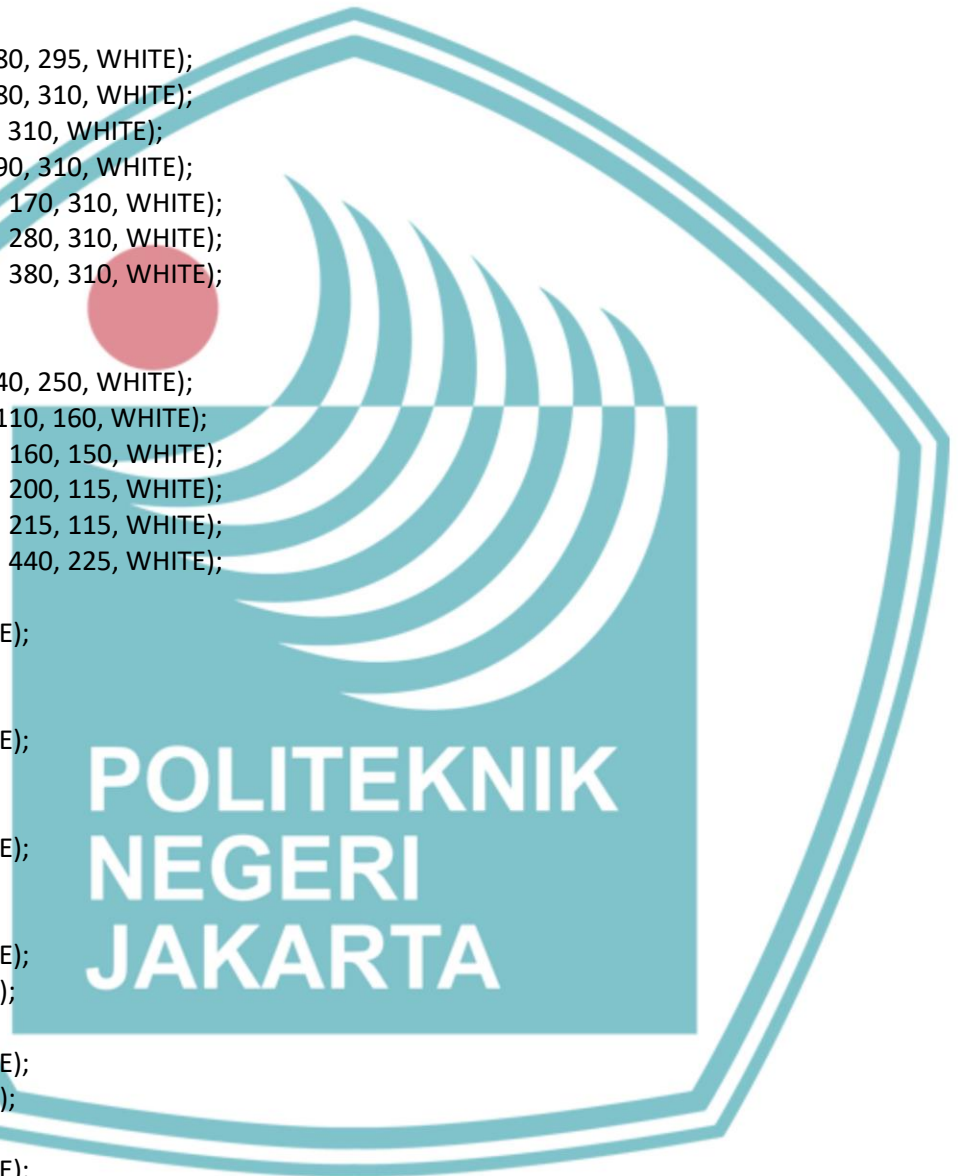 80, 295, WHITE);
80, 310, WHITE);
310, WHITE);
90, 310, WHITE);
170, 310, WHITE);
280, 310, WHITE);
380, 310, WHITE);
40, 250, WHITE);
110, 160, WHITE);
160, 150, WHITE);
200, 115, WHITE);
215, 115, WHITE);
440, 225, WHITE);
E);
E);
POLITEKNIK
E);
NEGERI
E);
JAKARTA
);
E);
);
E);